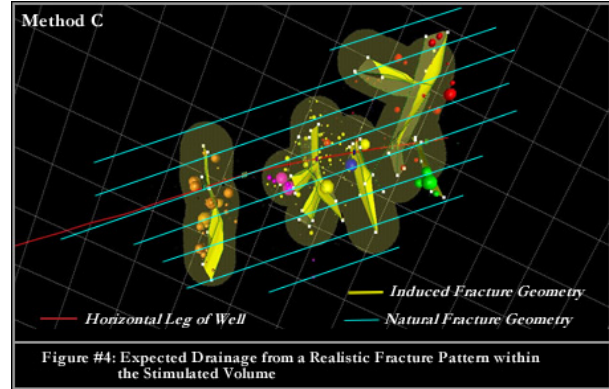 Method C
Induced Fracture Geometry
Horizontal Leg of Well
Natural Fracture Geometry
Figure #4: Expected Drainage from a Realistic Fracture Pattern within
the Stimulated Volume